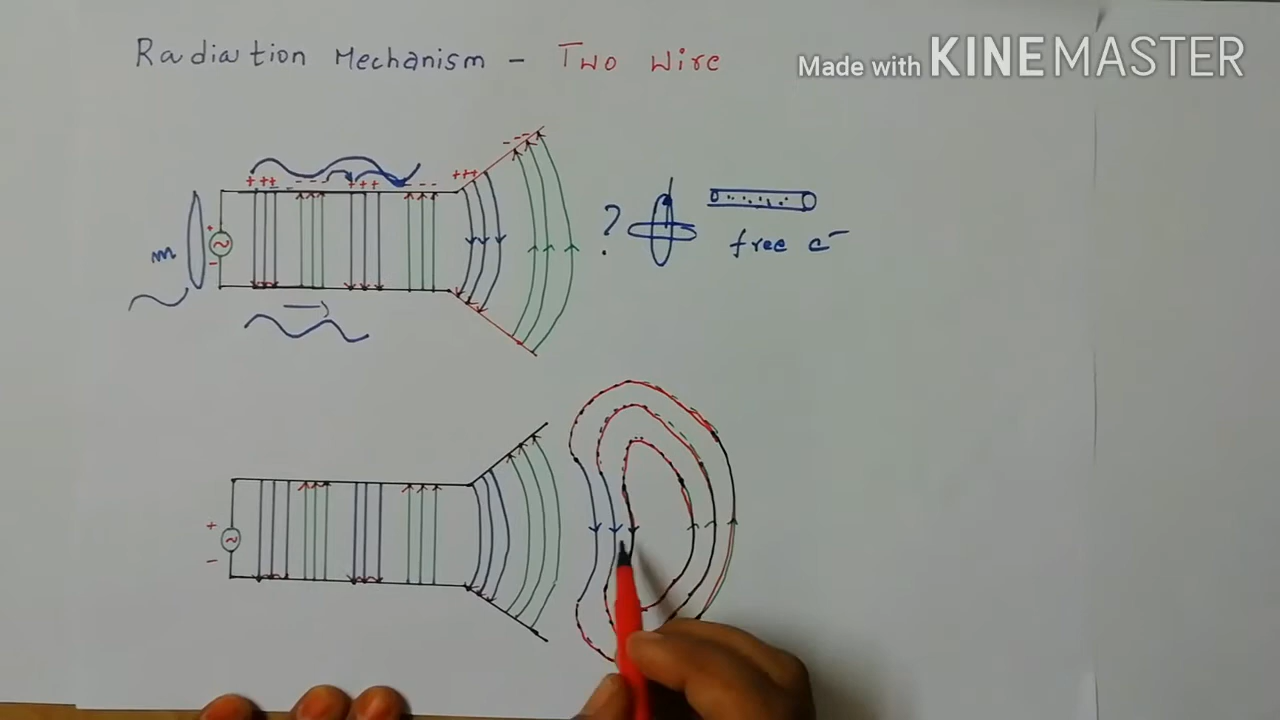 Radiation Mechanism - Two Wire
Made with KINEMASTER
+++ --- +++ --- +++ ---
m + - ?
free e⁻
+
-